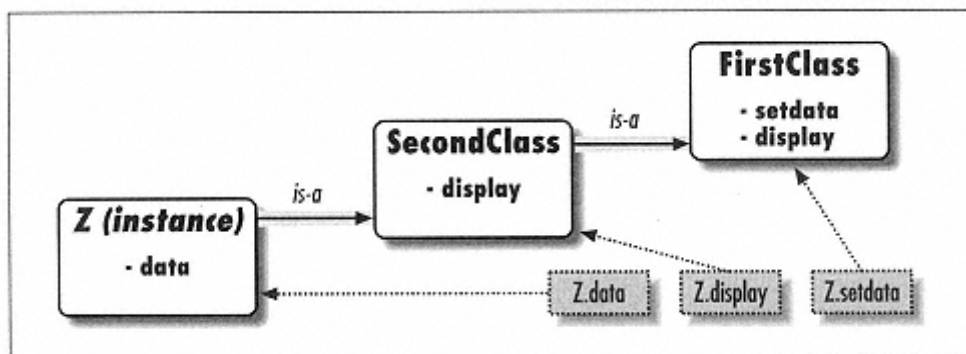 FirstClass
- setdata
- display
is-a
SecondClass
- display
is-a
Z (instance)
- data
Z.data
Z.display
Z.setdata